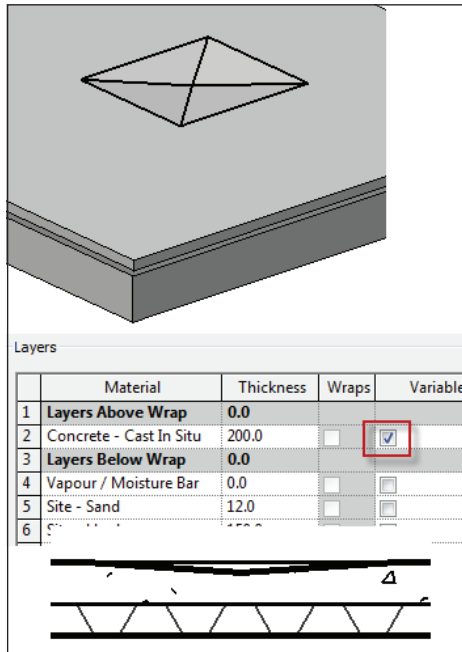 Layers
Material Thickness Wraps Variable
1 Layers Above Wrap 0.0
2 Concrete - Cast In Situ 200.0
3 Layers Below Wrap 0.0
4 Vapour / Moisture Bar 0.0
5 Site - Sand 12.0
6